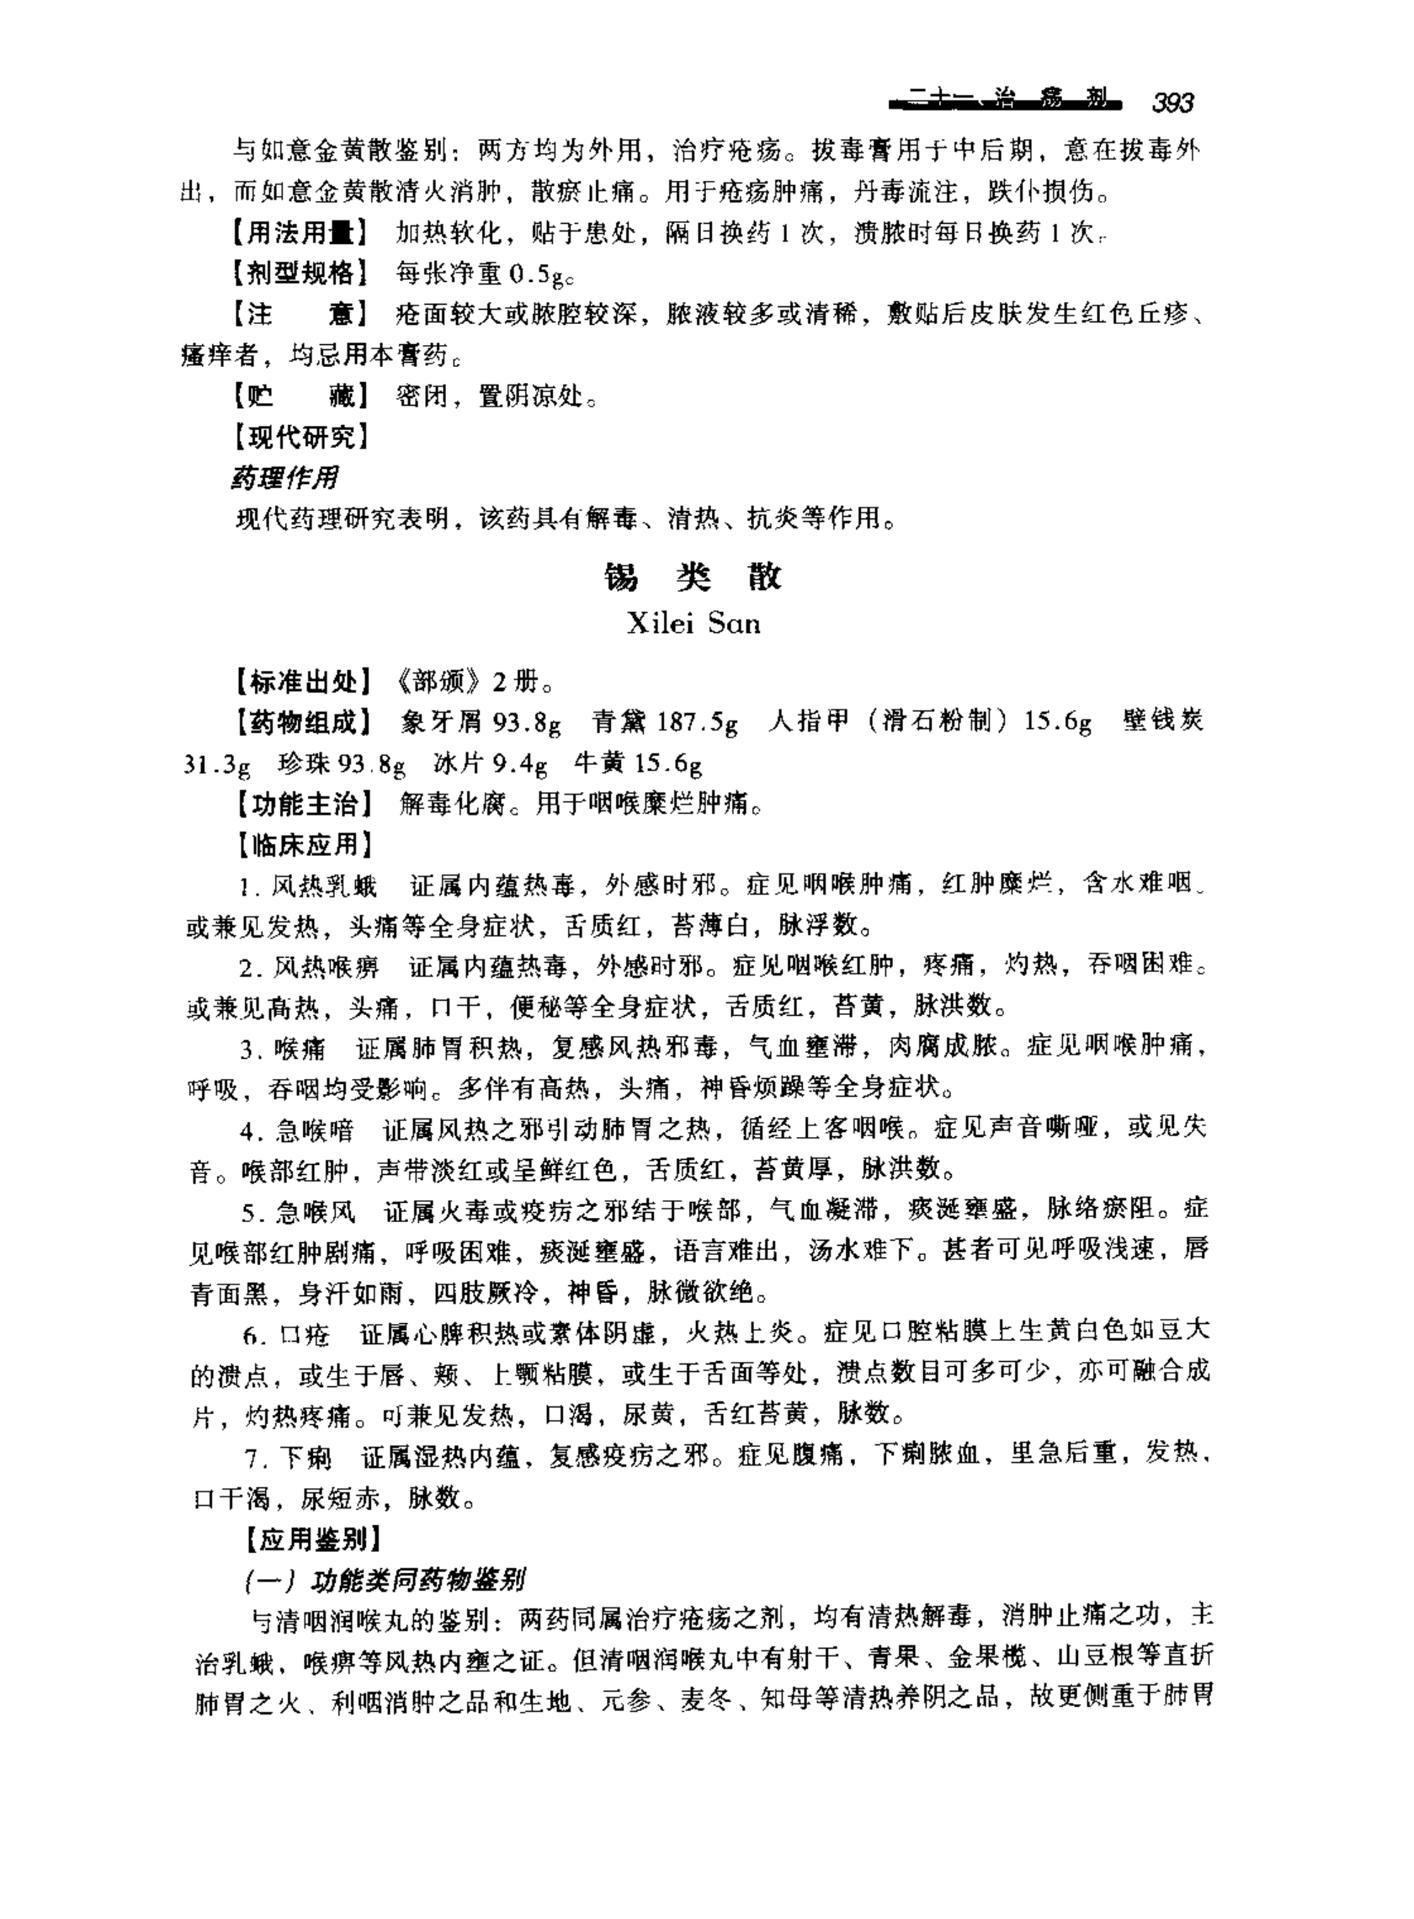 二十一、治 疡 剂 393
与如意金黄散鉴别：两方均为外用，治疗疮疡。拔毒膏用于中后期，意在拔毒外
出，而如意金黄散清火消肿，散瘀止痛。用于疮疡肿痛，丹毒流注，跌仆损伤。
【用法用量】 加热软化，贴于患处，隔日换药 1 次，溃脓时每日换药 1 次。
【剂型规格】 每张净重 0.5g。
【注 意】 疮面较大或脓腔较深，脓液较多或清稀，敷贴后皮肤发生红色丘疹、
瘙痒者，均忌用本膏药。
【贮 藏】 密闭，置阴凉处。
【现代研究】
药理作用
现代药理研究表明，该药具有解毒、清热、抗炎等作用。
锡 类 散
Xilei San
【标准出处】《部颁》2 册。
【药物组成】 象牙屑 93.8g 青黛 187.5g 人指甲（滑石粉制）15.6g 壁钱炭
31.3g 珍珠 93.8g 冰片 9.4g 牛黄 15.6g
【功能主治】 解毒化腐。用于咽喉糜烂肿痛。
【临床应用】
1. 风热乳蛾 证属内蕴热毒，外感时邪。症见咽喉肿痛，红肿糜烂，含水难咽。
或兼见发热，头痛等全身症状，舌质红，苔薄白，脉浮数。
2. 风热喉痹 证属内蕴热毒，外感时邪。症见咽喉红肿，疼痛，灼热，吞咽困难。
或兼见高热，头痛，口干，便秘等全身症状，舌质红，苔黄，脉洪数。
3. 喉痛 证属肺胃积热，复感风热邪毒，气血壅滞，肉腐成脓。症见咽喉肿痛，
呼吸，吞咽均受影响。多伴有高热，头痛，神昏烦躁等全身症状。
4. 急喉喑 证属风热之邪引动肺胃之热，循经上客咽喉。症见声音嘶哑，或见失
音。喉部红肿，声带淡红或呈鲜红色，舌质红，苔黄厚，脉洪数。
5. 急喉风 证属火毒或疫疠之邪结于喉部，气血凝滞，痰涎壅盛，脉络瘀阻。症
见喉部红肿剧痛，呼吸困难，痰涎壅盛，语言难出，汤水难下。甚者可见呼吸浅速，唇
青面黑，身汗如雨，四肢厥冷，神昏，脉微欲绝。
6. 口疮 证属心脾积热或素体阴虚，火热上炎。症见口腔粘膜上生黄白色如豆大
的溃点，或生于唇、颊、上颚粘膜，或生于舌面等处，溃点数目可多可少，亦可融合成
片，灼热疼痛。可兼见发热，口渴，尿黄，舌红苔黄，脉数。
7. 下痢 证属湿热内蕴，复感疫疠之邪。症见腹痛，下痢脓血，里急后重，发热，
口干渴，尿短赤，脉数。
【应用鉴别】
(一) 功能类同药物鉴别
与清咽润喉丸的鉴别：两药同属治疗疮疡之剂，均有清热解毒，消肿止痛之功，主
治乳蛾，喉痹等风热内壅之证。但清咽润喉丸中有射干、青果、金果榄、山豆根等直折
肺胃之火、利咽消肿之品和生地、元参、麦冬、知母等清热养阴之品，故更侧重于肺胃